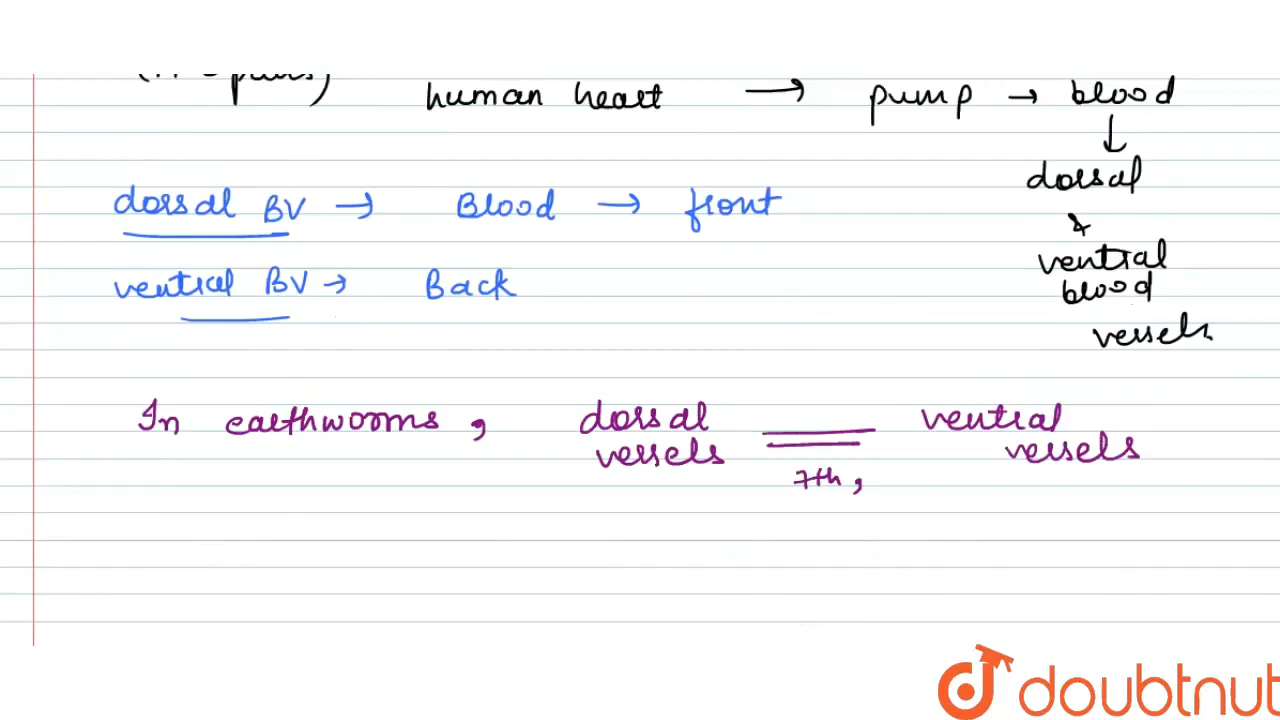 human heart → pump → blood
↓
dorsal
&
ventral
blood
vessels
dorsal BV → Blood → front
ventral BV → Back
In earthworms, dorsal vessels ventral vessels
7th,
doubtnut